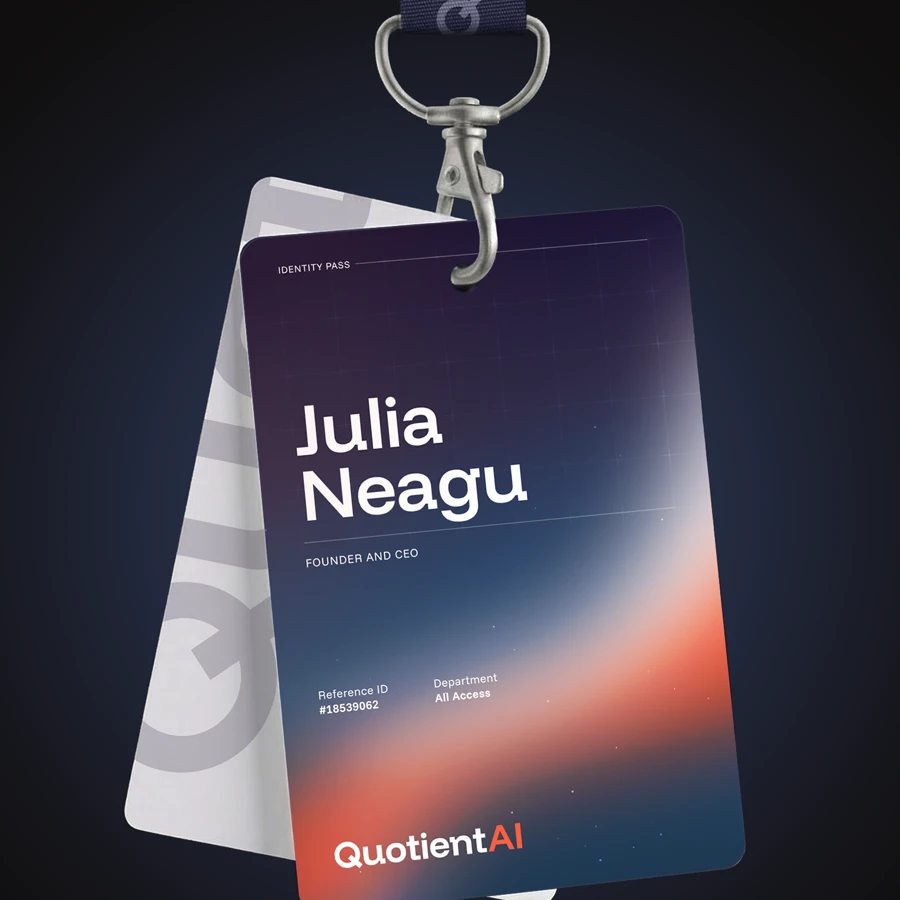 IDENTITY PASS
Julia
Neagu
FOUNDER AND CEO
Reference ID
#18539062
Department
All Access
QuotientAI